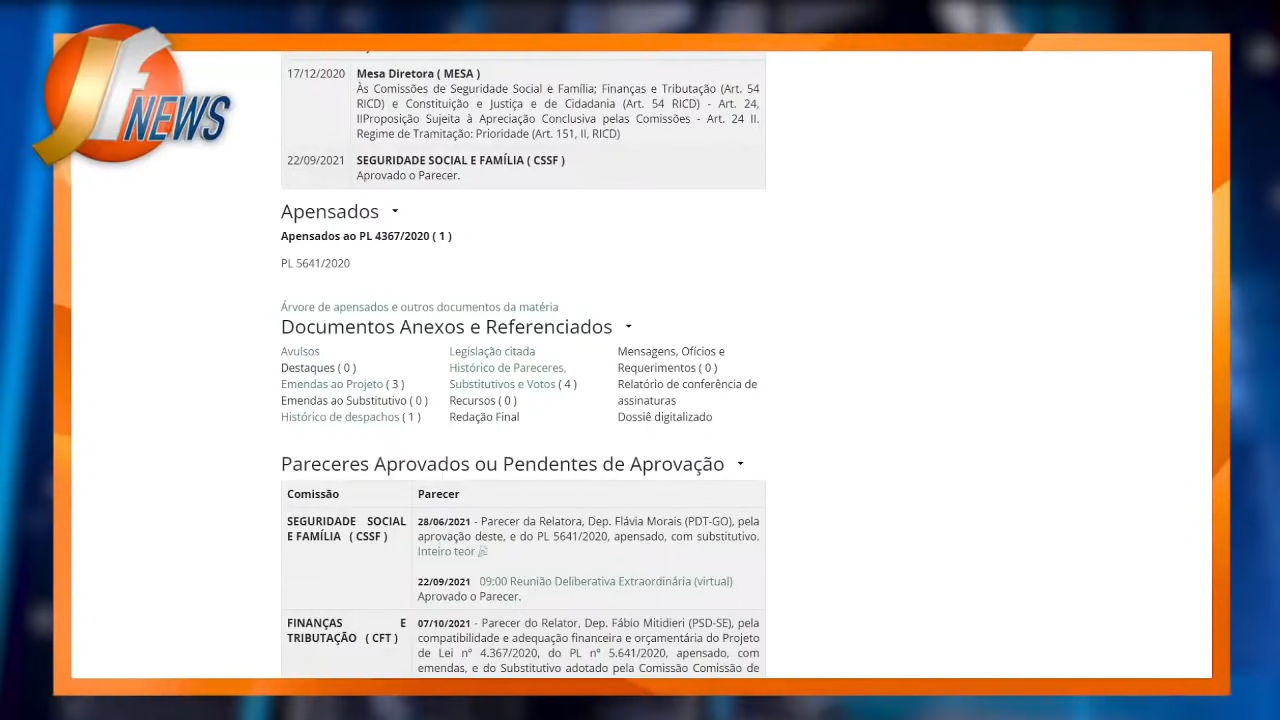 JF NEWS
17/12/2020 Mesa Diretora ( MESA )
Às Comissões de Seguridade Social e Família; Finanças e Tributação (Art. 54
RICD) e Constituição e Justiça e de Cidadania (Art. 54 RICD) - Art. 24,
IIProposição Sujeita à Apreciação Conclusiva pelas Comissões - Art. 24 II.
Regime de Tramitação: Prioridade (Art. 151, II, RICD)
22/09/2021 SEGURIDADE SOCIAL E FAMÍLIA ( CSSF )
Aprovado o Parecer.
Apensados
Apensados ao PL 4367/2020 ( 1 )
PL 5641/2020
Árvore de apensados e outros documentos da matéria
Documentos Anexos e Referenciados
Avulsos
Destaques ( 0 )
Emendas ao Projeto ( 3 )
Emendas ao Substitutivo ( 0 )
Histórico de despachos ( 1 )
Legislação citada
Histórico de Pareceres,
Substitutivos e Votos ( 4 )
Recursos ( 0 )
Redação Final
Mensagens, Ofícios e
Requerimentos ( 0 )
Relatório de conferência de
assinaturas
Dossiê digitalizado
Pareceres Aprovados ou Pendentes de Aprovação
Comissão Parecer
SEGURIDADE SOCIAL
E FAMÍLIA ( CSSF )
28/06/2021 - Parecer da Relatora, Dep. Flávia Morais (PDT-GO), pela
aprovação deste, e do PL 5641/2020, apensado, com substitutivo.
Inteiro teor
22/09/2021 09:00 Reunião Deliberativa Extraordinária (virtual)
Aprovado o Parecer.
FINANÇAS E
TRIBUTAÇÃO ( CFT )
07/10/2021 - Parecer do Relator, Dep. Fábio Mitidieri (PSD-SE), pela
compatibilidade e adequação financeira e orçamentária do Projeto
de Lei nº 4.367/2020, do PL nº 5.641/2020, apensado, com
emendas, e do Substitutivo adotado pela Comissão Comissão de